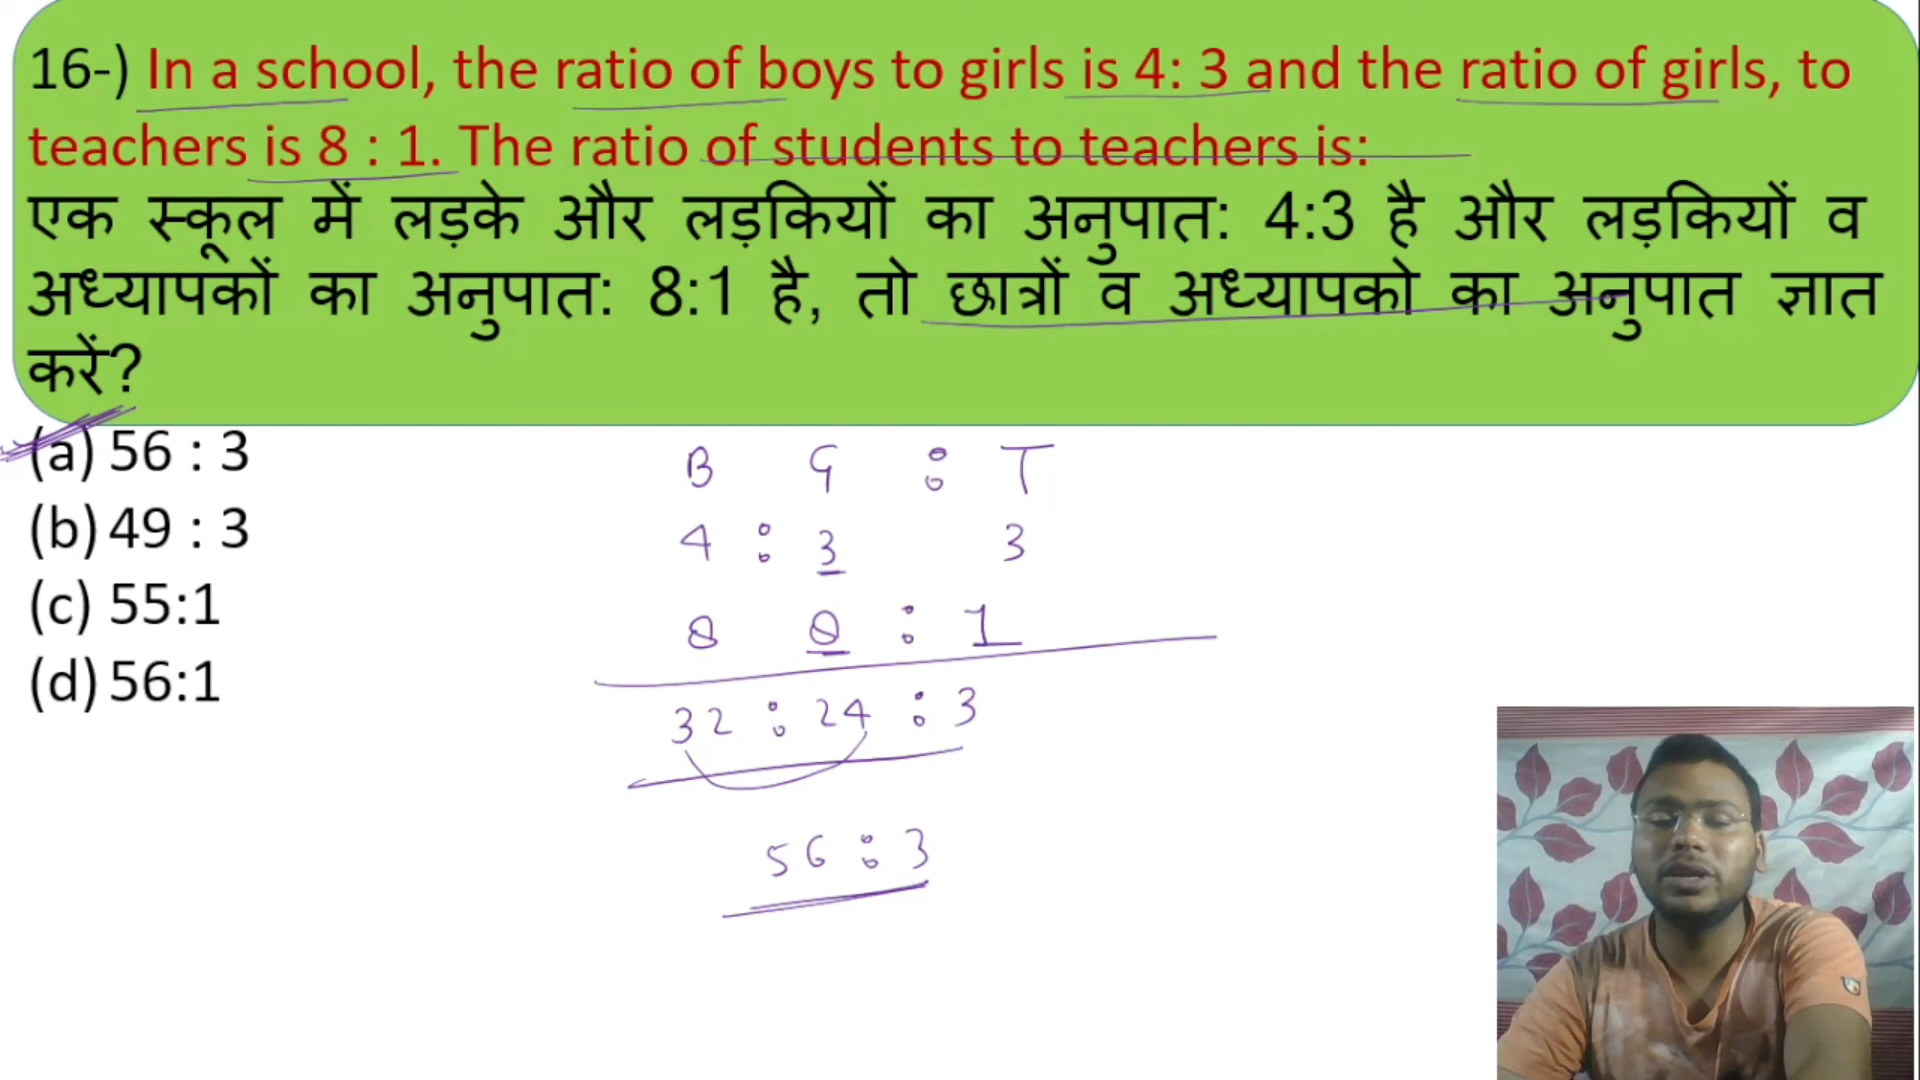 16-) In a school, the ratio of boys to girls is 4: 3 and the ratio of girls, to
teachers is 8 : 1. The ratio of students to teachers is:
एक स्कूल में लड़के और लड़कियों का अनुपात: 4:3 है और लड़कियों व
अध्यापकों का अनुपात: 8:1 है, तो छात्रों व अध्यापको का अनुपात ज्ञात
करें?
(a) 56 : 3
(b) 49 : 3
(c) 55:1
(d) 56:1
B G : T
4 : 3 3
8 8 : 1
32 : 24 : 3
56 : 3